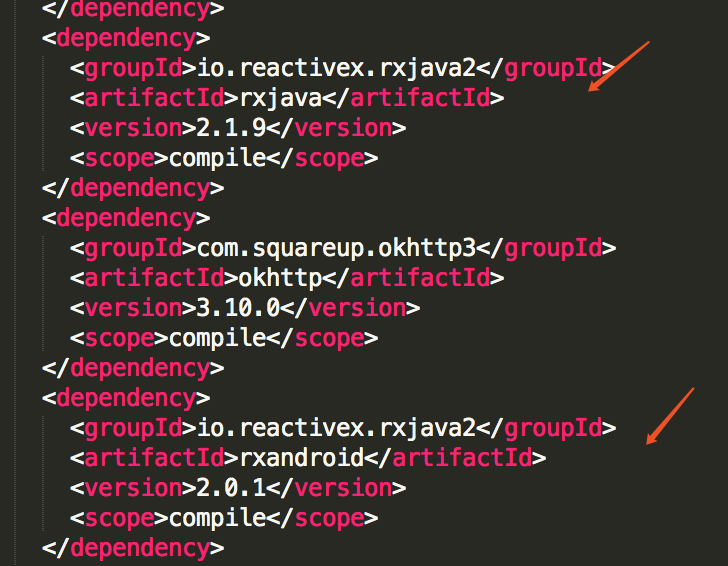 </dependency>
<dependency>
<groupId>io.reactivex.rxjava2</groupId>
<artifactId>rxjava</artifactId>
<version>2.1.9</version>
<scope>compile</scope>
</dependency>
<dependency>
<groupId>com.squareup.okhttp3</groupId>
<artifactId>okhttp</artifactId>
<version>3.10.0</version>
<scope>compile</scope>
</dependency>
<dependency>
<groupId>io.reactivex.rxjava2</groupId>
<artifactId>rxandroid</artifactId>
<version>2.0.1</version>
<scope>compile</scope>
</dependency>